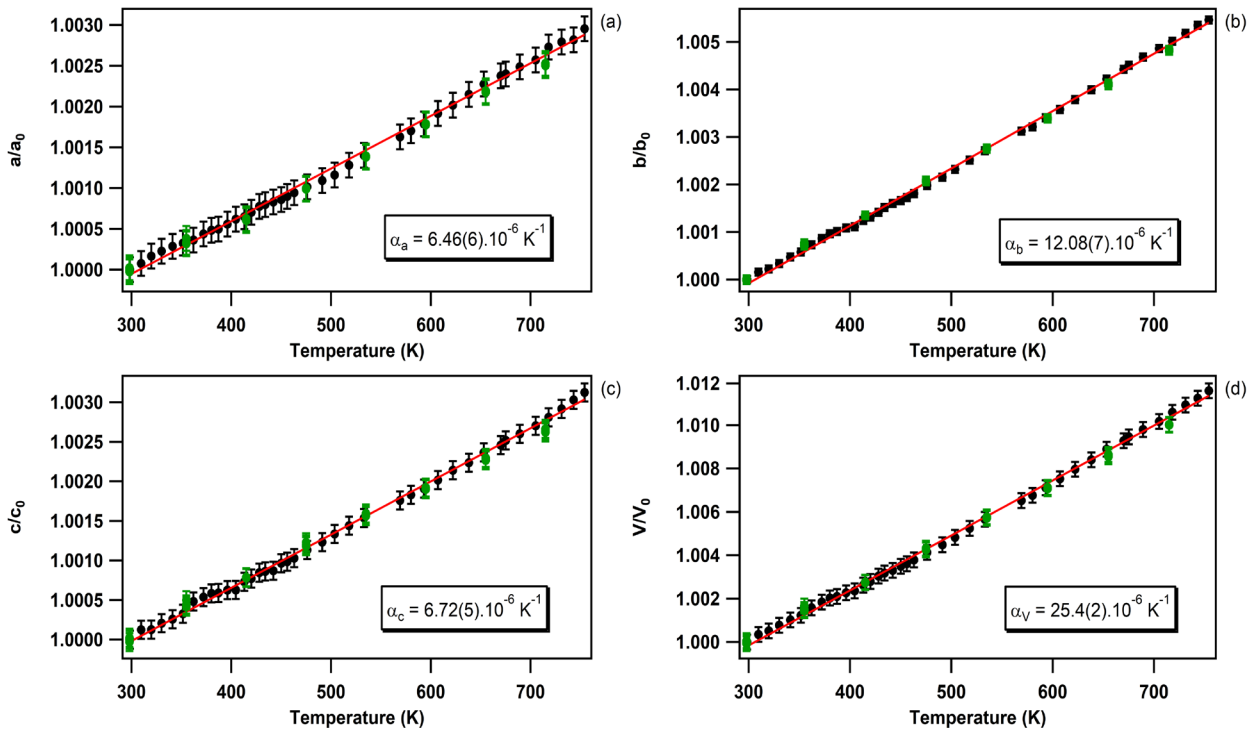 (a)
1.0030
1.0025
1.0020
1.0015
1.0010
1.0005
1.0000
a/a0
αa = 6.46(6).10-6 K-1
300 400 500 600 700
Temperature (K)
(b)
1.005
1.004
1.003
1.002
1.001
1.000
b/b0
αb = 12.08(7).10-6 K-1
300 400 500 600 700
Temperature (K)
(c)
1.0030
1.0025
1.0020
1.0015
1.0010
1.0005
1.0000
c/c0
αc = 6.72(5).10-6 K-1
300 400 500 600 700
Temperature (K)
(d)
1.012
1.010
1.008
1.006
1.004
1.002
1.000
V/V0
αV = 25.4(2).10-6 K-1
300 400 500 600 700
Temperature (K)